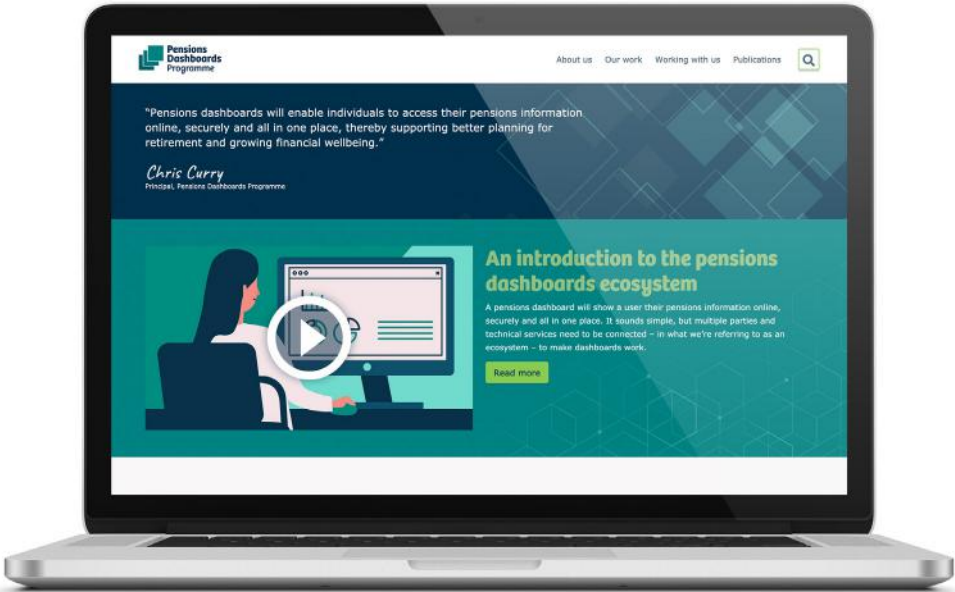 Pensions
Dashboards
Programme
About us Our work Working with us Publications
“Pensions dashboards will enable individuals to access their pensions information
online, securely and all in one place, thereby supporting better planning for
retirement and growing financial wellbeing.”
Chris Curry
Principal, Pensions Dashboards Programme
An introduction to the pensions
dashboards ecosystem
A pensions dashboard will show a user their pensions information online,
securely and all in one place. It sounds simple, but multiple parties and
technical services need to be connected – in what we’re referring to as an
ecosystem – to make dashboards work.
Read more